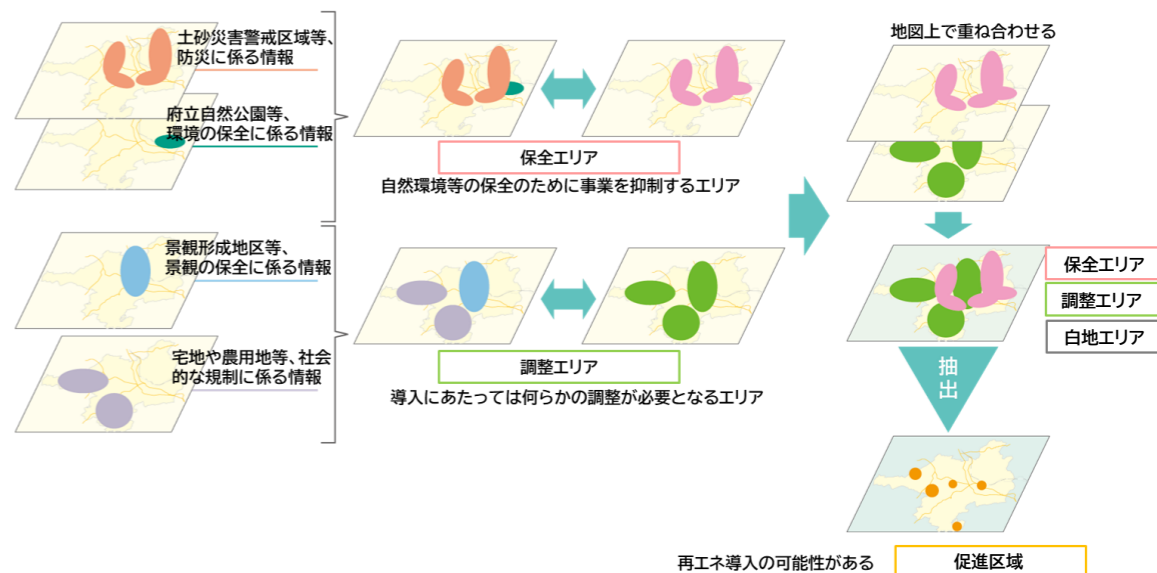 土砂災害警戒区域等、
防災に係る情報
府立自然公園等、
環境の保全に係る情報
保全エリア
自然環境等の保全のために事業を抑制するエリア
景観形成地区等、
景観の保全に係る情報
宅地や農用地等、社会
的な規制に係る情報
調整エリア
導入にあたっては何らかの調整が必要となるエリア
地図上で重ね合わせる
保全エリア
調整エリア
白地エリア
抽出
再エネ導入の可能性がある
促進区域